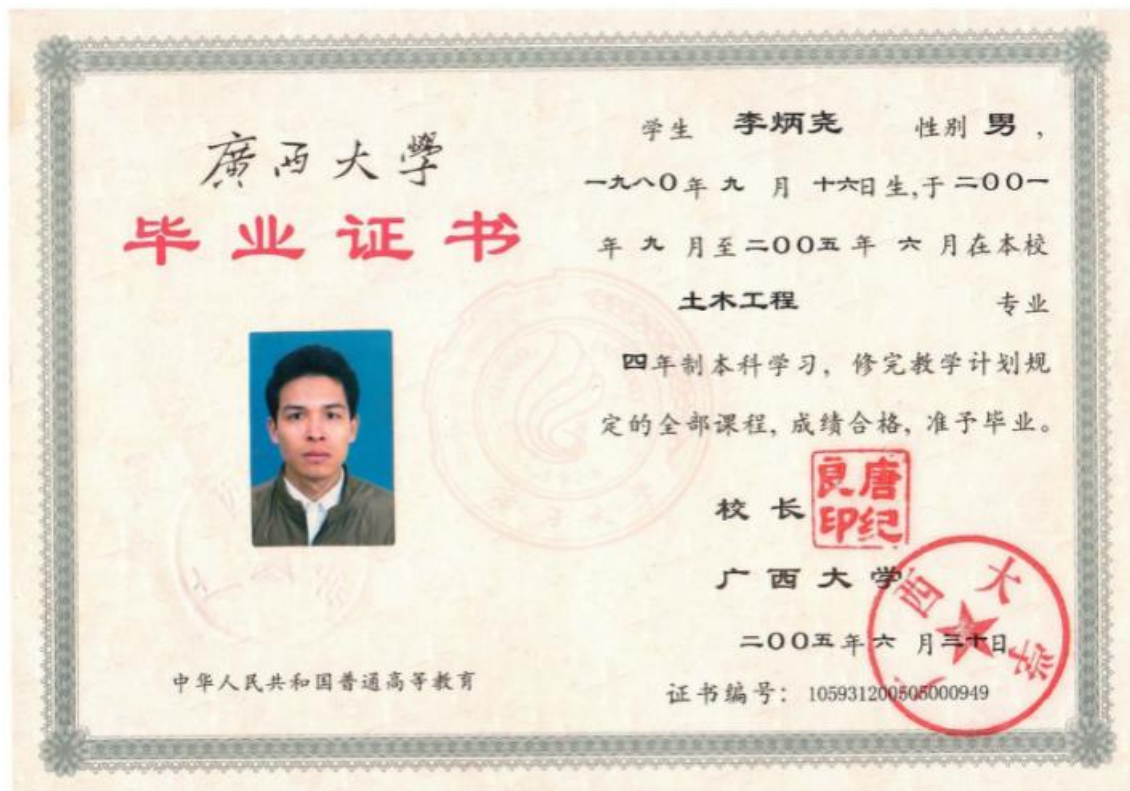 廣西大學
毕业证书
中华人民共和国普通高等教育
学生 李炳尧 性别 男，
一九八〇年 九 月 十六日生,于 二〇〇一
年 九 月至二〇〇五年 六 月在本校
土木工程 专业
四年制本科学习，修完教学计划规
定的全部课程，成绩合格，准予毕业。
校 长
唐纪良印
广西大学
二〇〇五年六 月三十日
证书编号：105931200505000949
广西大学